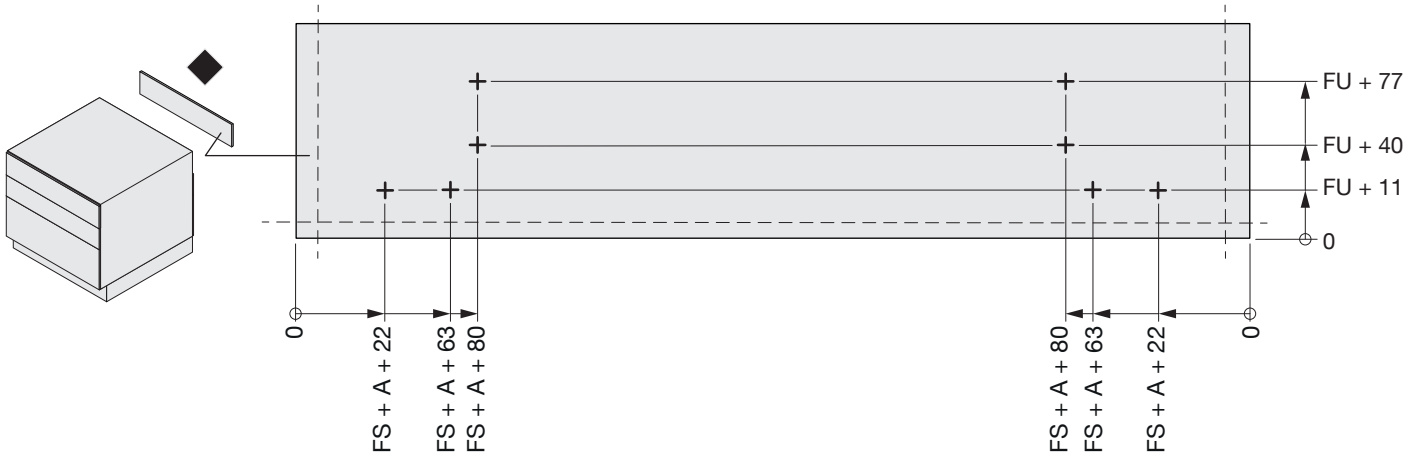 FU + 77
FU + 40
FU + 11
0
0
FS + A + 22
FS + A + 63
FS + A + 80
FS + A + 80
FS + A + 63
FS + A + 22
0